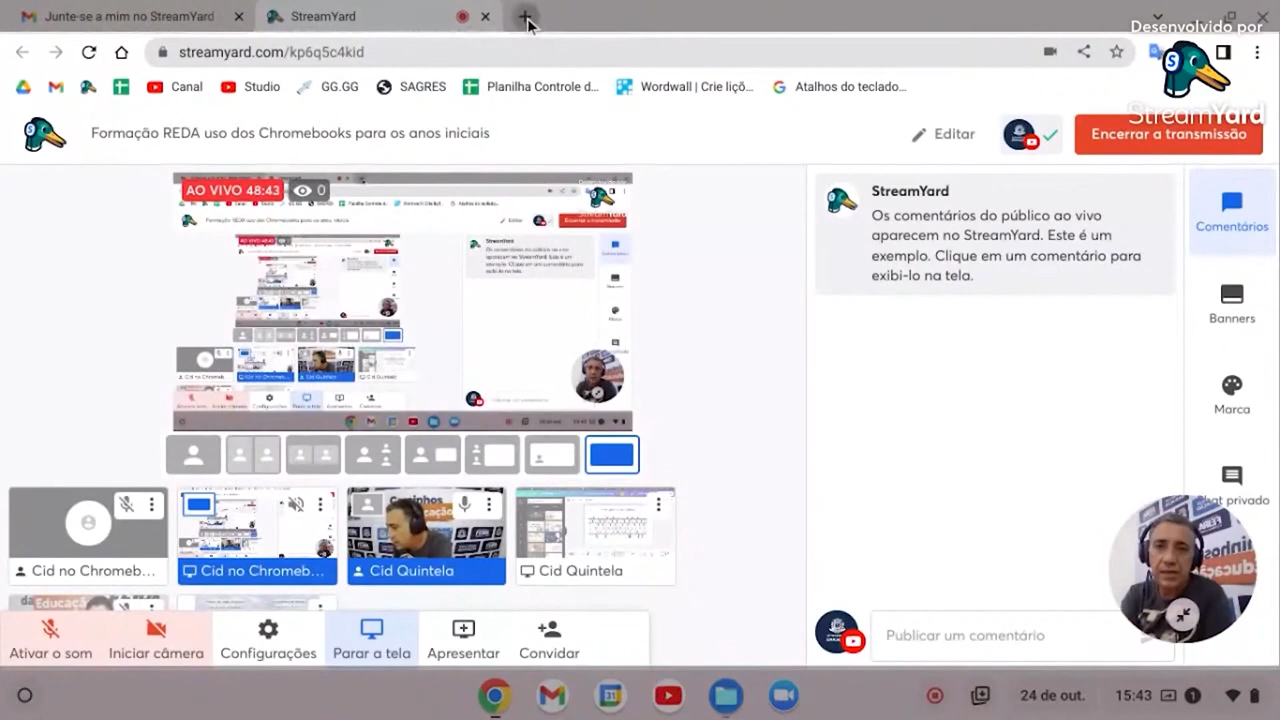 Junte-se a mim no StreamYard
StreamYard
Desenvolvido por
StreamYard
streamyard.com/kp6q5c4kid
Canal
Studio
GG.GG
SAGRES
Planilha Controle d...
Wordwall | Crie liçõ...
Atalhos do teclado...
Formação REDA uso dos Chromebooks para os anos iniciais
Editar
Encerrar a transmissão
AO VIVO 48:43
0
StreamYard
Os comentários do público ao vivo
aparecem no StreamYard. Este é um
exemplo. Clique em um comentário para
exibi-lo na tela.
Comentários
Banners
Marca
Chat privado
Cid no Chromeb...
Cid no Chromeb...
Cid Quintela
Cid Quintela
Publicar um comentário
Ativar o som
Iniciar câmera
Configurações
Parar a tela
Apresentar
Convidar
31
24 de out.
15:43
1